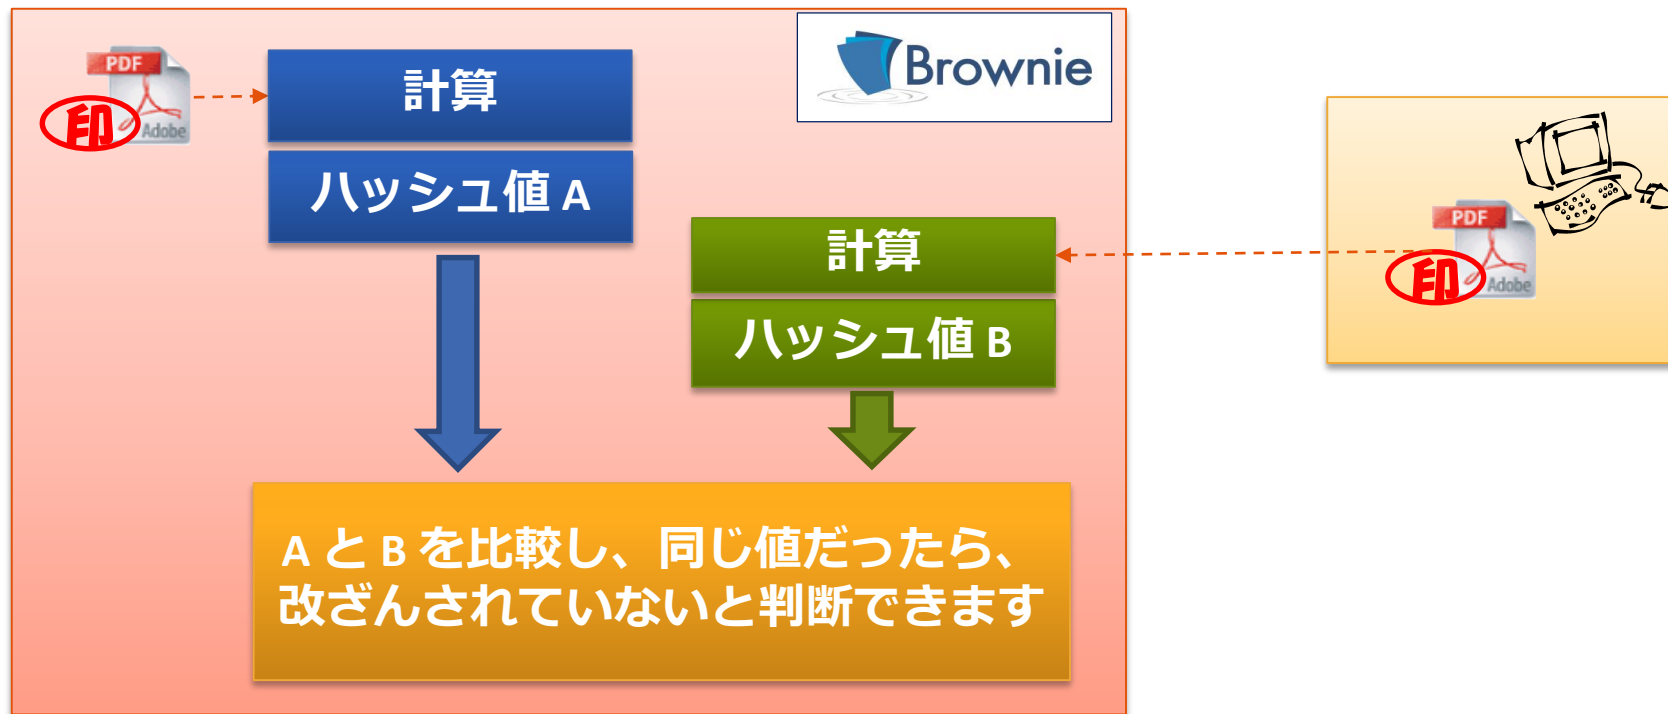 PDF
Adobe
印
計算
Brownie
ハッシュ値 A
計算
ハッシュ値 B
PDF
Adobe
印
A と B を比較し、同じ値だったら、
改ざんされていないと判断できます